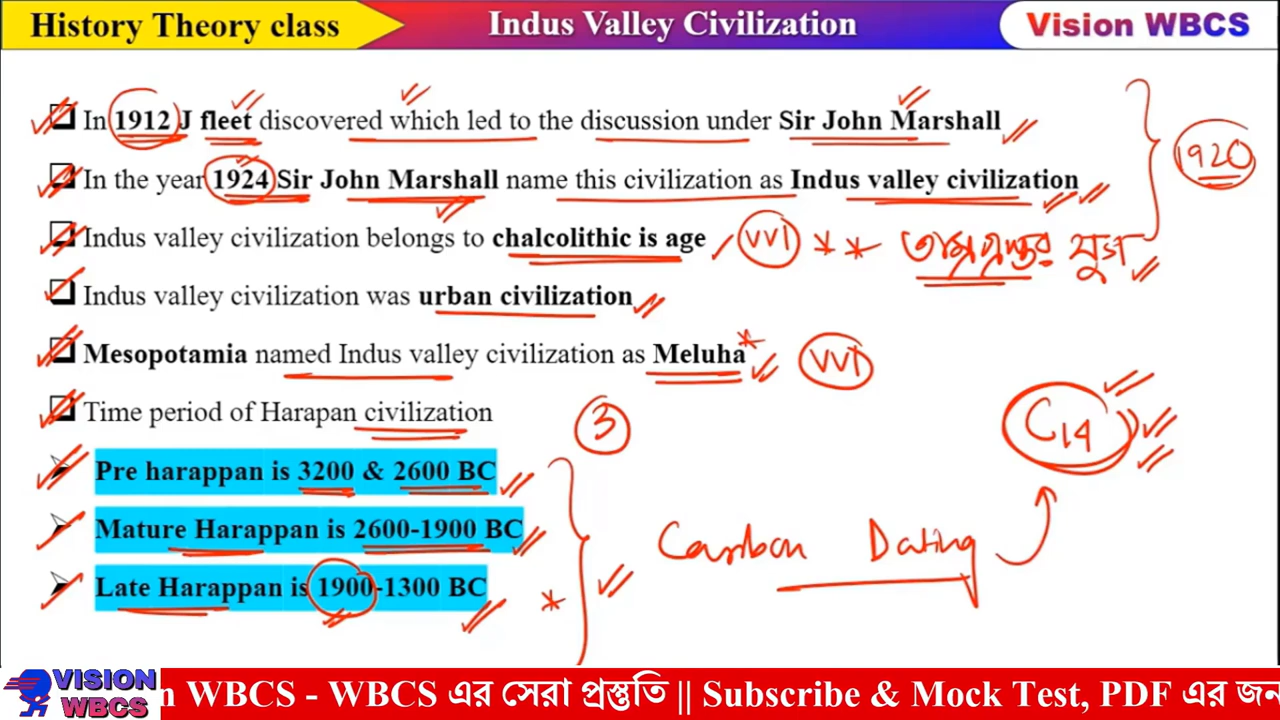 History Theory class
Indus Valley Civilization
Vision WBCS
In 1912 J fleet discovered which led to the discussion under Sir John Marshall
1920
In the year 1924 Sir John Marshall name this civilization as Indus valley civilization
Indus valley civilization belongs to chalcolithic is age VVI ** তাম্রপ্রস্তর যুগ
Indus valley civilization was urban civilization
Mesopotamia named Indus valley civilization as Meluha* VVI
Time period of Harapan civilization
3
C14
Pre harappan is 3200 & 2600 BC
Mature Harappan is 2600-1900 BC
Carbon Dating
Late Harappan is 1900-1300 BC *
VISION WBCS
n WBCS - WBCS এর সেরা প্রস্তুতি || Subscribe & Mock Test, PDF এর জন